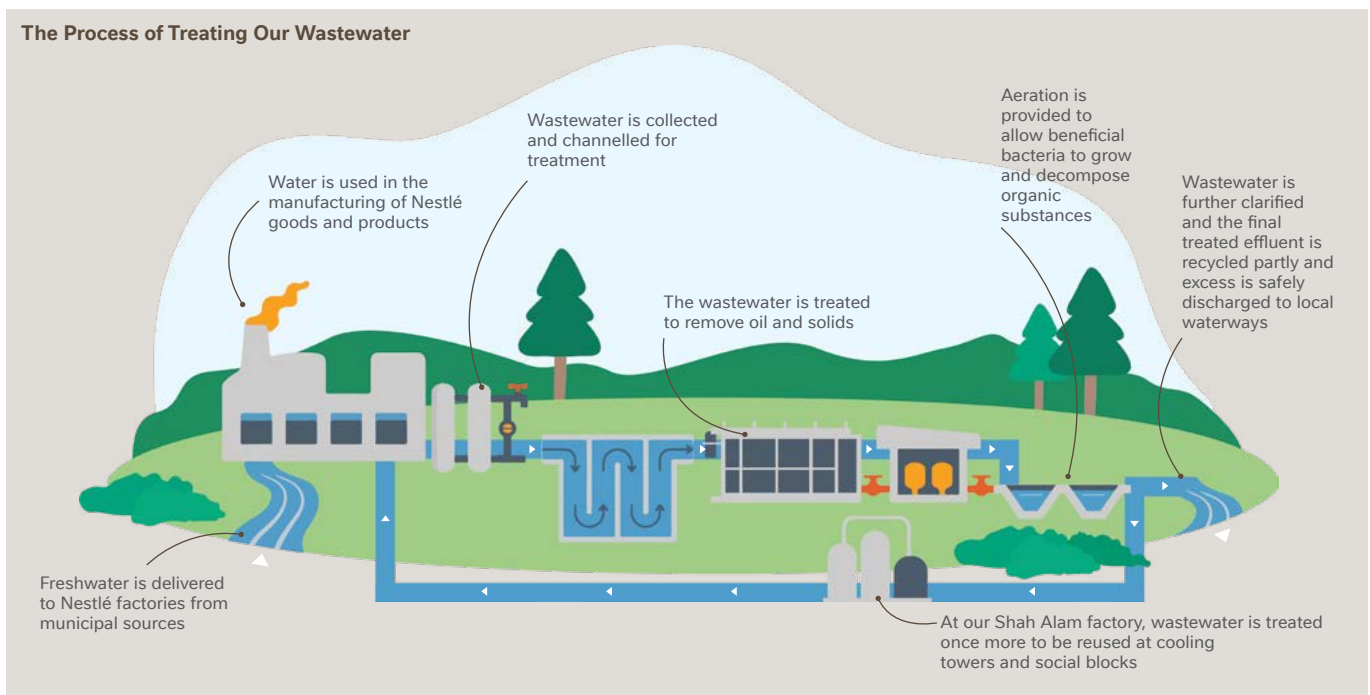 The Process of Treating Our Wastewater
Freshwater is delivered
to Nestlé factories from
municipal sources
Water is used in the
manufacturing of Nestlé
goods and products
Wastewater is collected
and channelled for
treatment
The wastewater is treated
to remove oil and solids
Aeration is
provided to
allow beneficial
bacteria to grow
and decompose
organic
substances
Wastewater is
further clarified
and the final
treated effluent is
recycled partly and
excess is safely
discharged to local
waterways
At our Shah Alam factory, wastewater is treated
once more to be reused at cooling
towers and social blocks